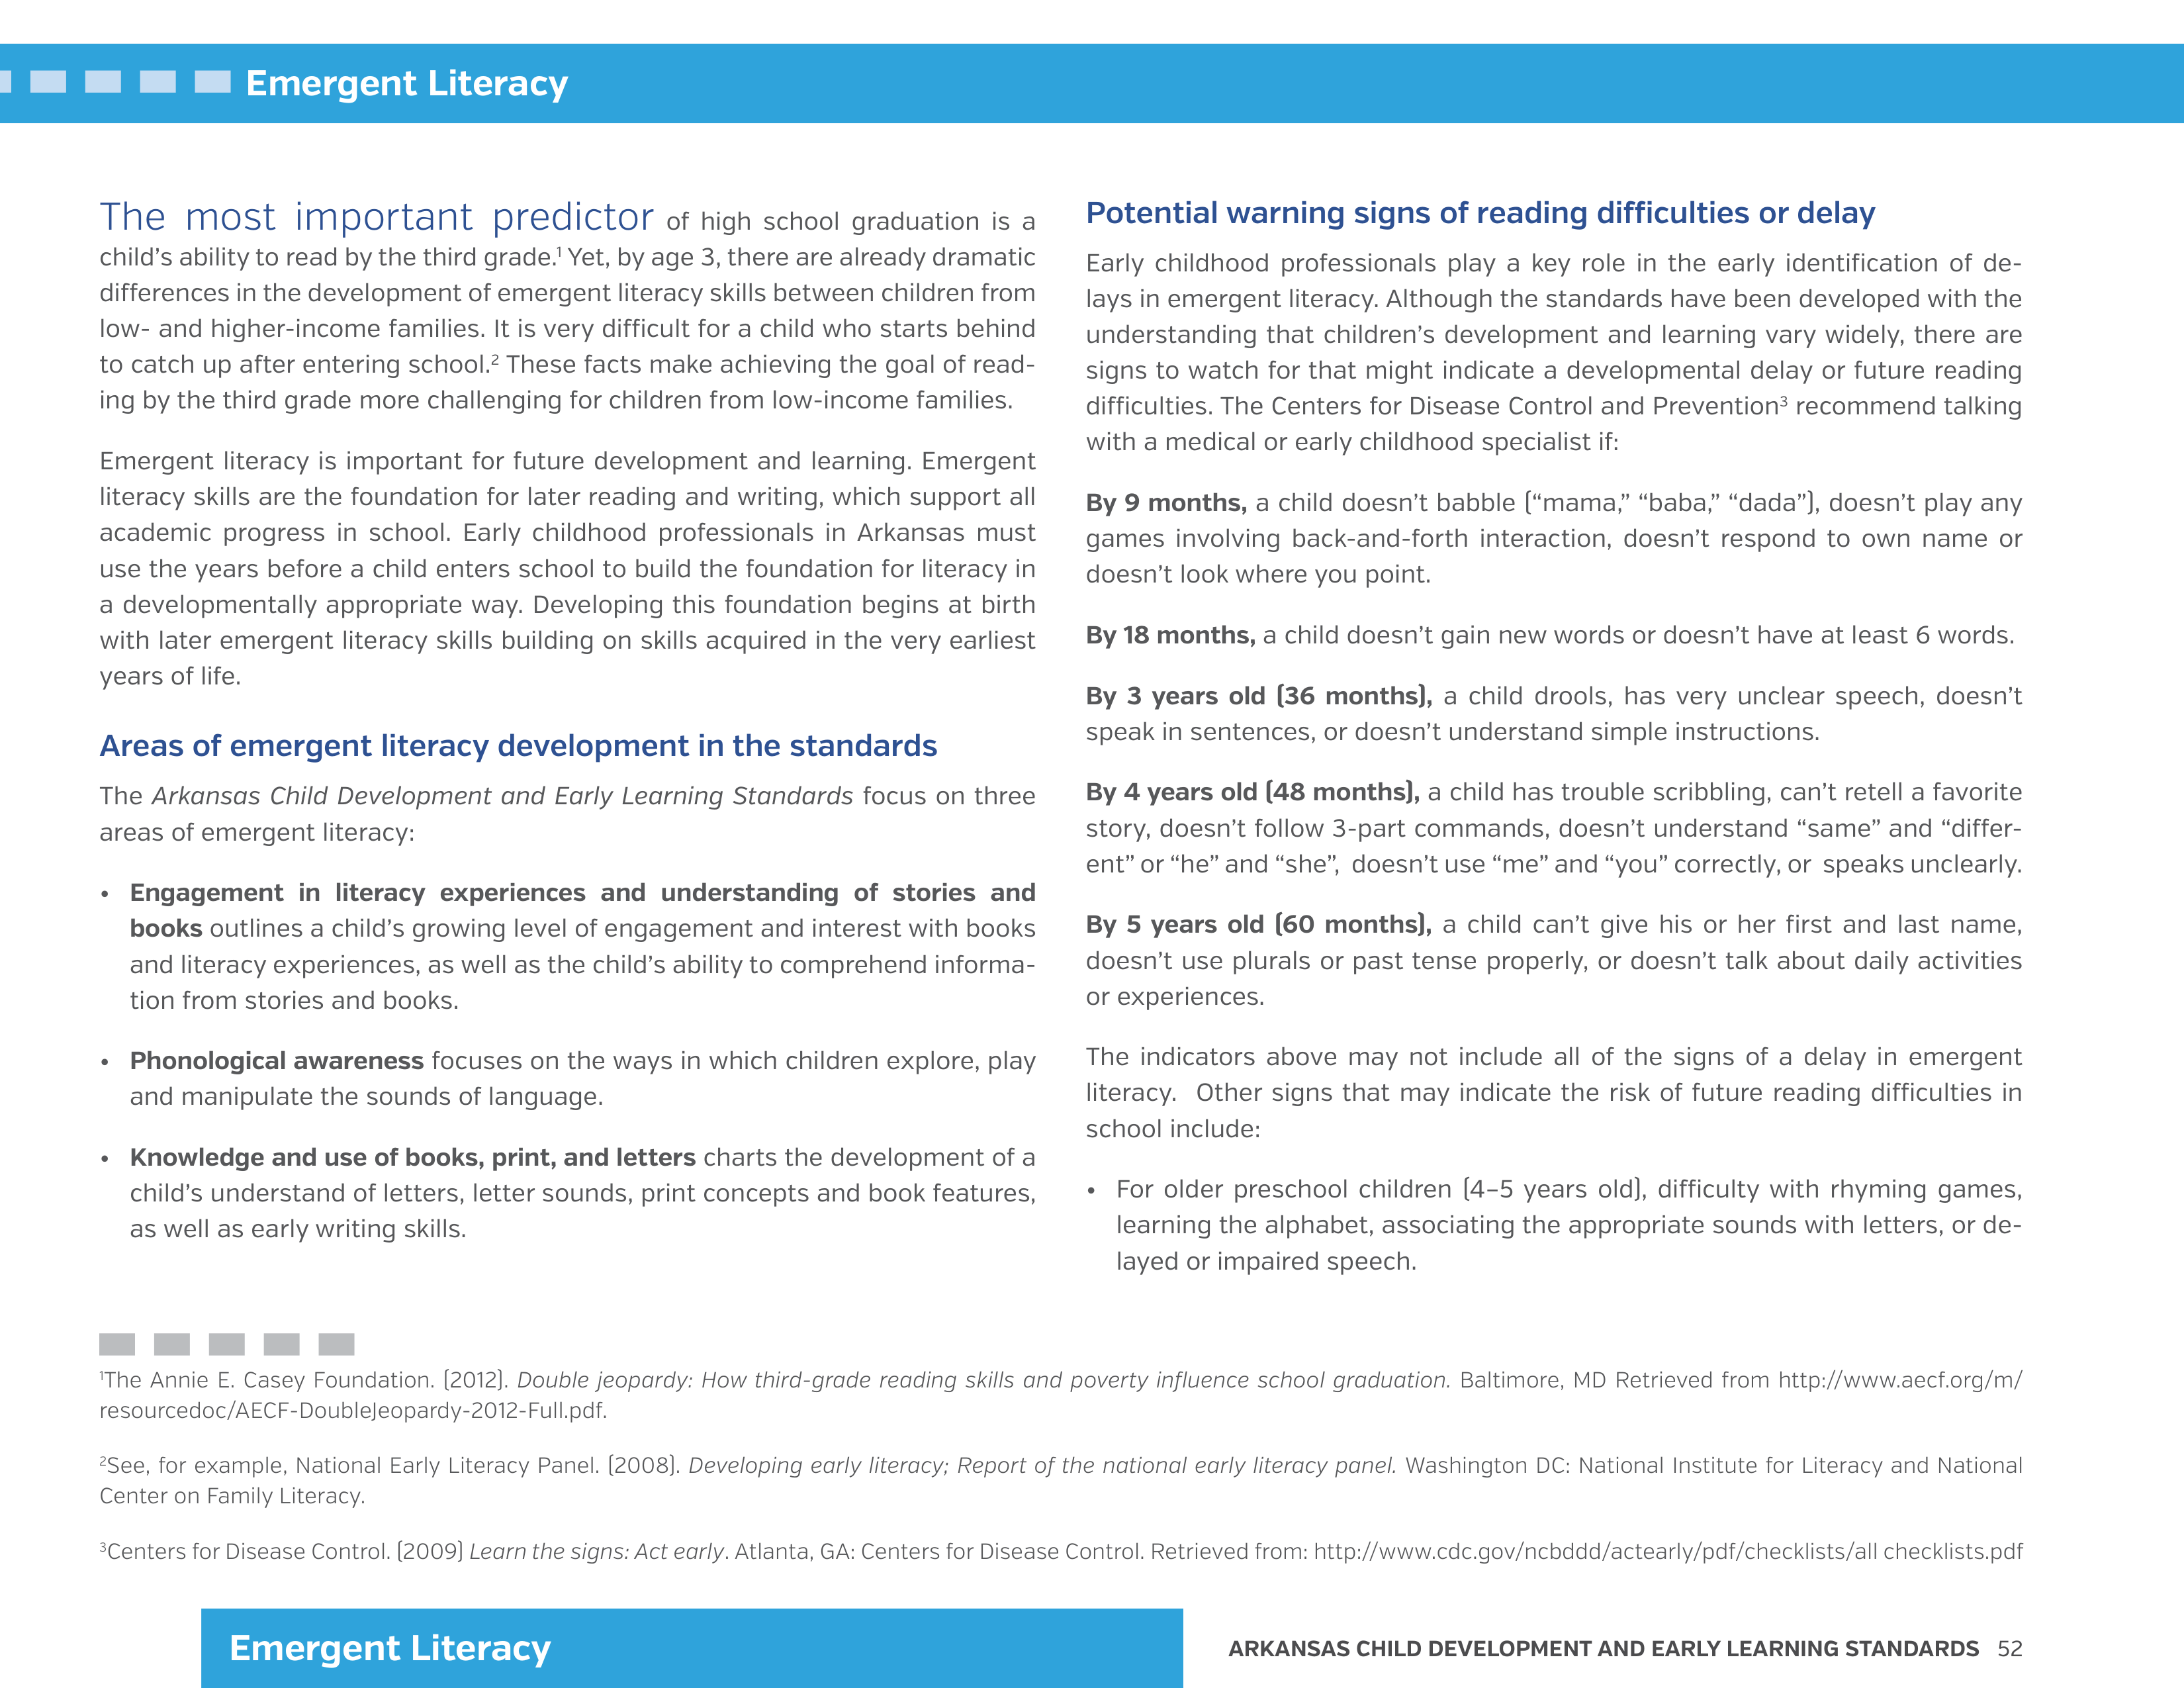 Emergent Literacy
The most important predictor of high school graduation is a
child’s ability to read by the third grade.1 Yet, by age 3, there are already dramatic
differences in the development of emergent literacy skills between children from
low- and higher-income families. It is very difficult for a child who starts behind
to catch up after entering school.2 These facts make achieving the goal of read-
ing by the third grade more challenging for children from low-income families.
Emergent literacy is important for future development and learning. Emergent
literacy skills are the foundation for later reading and writing, which support all
academic progress in school. Early childhood professionals in Arkansas must
use the years before a child enters school to build the foundation for literacy in
a developmentally appropriate way. Developing this foundation begins at birth
with later emergent literacy skills building on skills acquired in the very earliest
years of life.
Areas of emergent literacy development in the standards
The Arkansas Child Development and Early Learning Standards focus on three
areas of emergent literacy:
• Engagement in literacy experiences and understanding of stories and
books outlines a child’s growing level of engagement and interest with books
and literacy experiences, as well as the child’s ability to comprehend informa-
tion from stories and books.
• Phonological awareness focuses on the ways in which children explore, play
and manipulate the sounds of language.
• Knowledge and use of books, print, and letters charts the development of a
child’s understand of letters, letter sounds, print concepts and book features,
as well as early writing skills.
Potential warning signs of reading difficulties or delay
Early childhood professionals play a key role in the early identification of de-
lays in emergent literacy. Although the standards have been developed with the
understanding that children’s development and learning vary widely, there are
signs to watch for that might indicate a developmental delay or future reading
difficulties. The Centers for Disease Control and Prevention3 recommend talking
with a medical or early childhood specialist if:
By 9 months, a child doesn’t babble (“mama,” “baba,” “dada”), doesn’t play any
games involving back-and-forth interaction, doesn’t respond to own name or
doesn’t look where you point.
By 18 months, a child doesn’t gain new words or doesn’t have at least 6 words.
By 3 years old (36 months), a child drools, has very unclear speech, doesn’t
speak in sentences, or doesn’t understand simple instructions.
By 4 years old (48 months), a child has trouble scribbling, can’t retell a favorite
story, doesn’t follow 3-part commands, doesn’t understand “same” and “differ-
ent” or “he” and “she”, doesn’t use “me” and “you” correctly, or speaks unclearly.
By 5 years old (60 months), a child can’t give his or her first and last name,
doesn’t use plurals or past tense properly, or doesn’t talk about daily activities
or experiences.
The indicators above may not include all of the signs of a delay in emergent
literacy. Other signs that may indicate the risk of future reading difficulties in
school include:
• For older preschool children (4–5 years old), difficulty with rhyming games,
learning the alphabet, associating the appropriate sounds with letters, or de-
layed or impaired speech.
1The Annie E. Casey Foundation. (2012). Double jeopardy: How third-grade reading skills and poverty influence school graduation. Baltimore, MD Retrieved from http://www.aecf.org/m/
resourcedoc/AECF-DoubleJeopardy-2012-Full.pdf.
2See, for example, National Early Literacy Panel. (2008). Developing early literacy; Report of the national early literacy panel. Washington DC: National Institute for Literacy and National
Center on Family Literacy.
3Centers for Disease Control. (2009) Learn the signs: Act early. Atlanta, GA: Centers for Disease Control. Retrieved from: http://www.cdc.gov/ncbddd/actearly/pdf/checklists/all checklists.pdf
Emergent Literacy
ARKANSAS CHILD DEVELOPMENT AND EARLY LEARNING STANDARDS 52